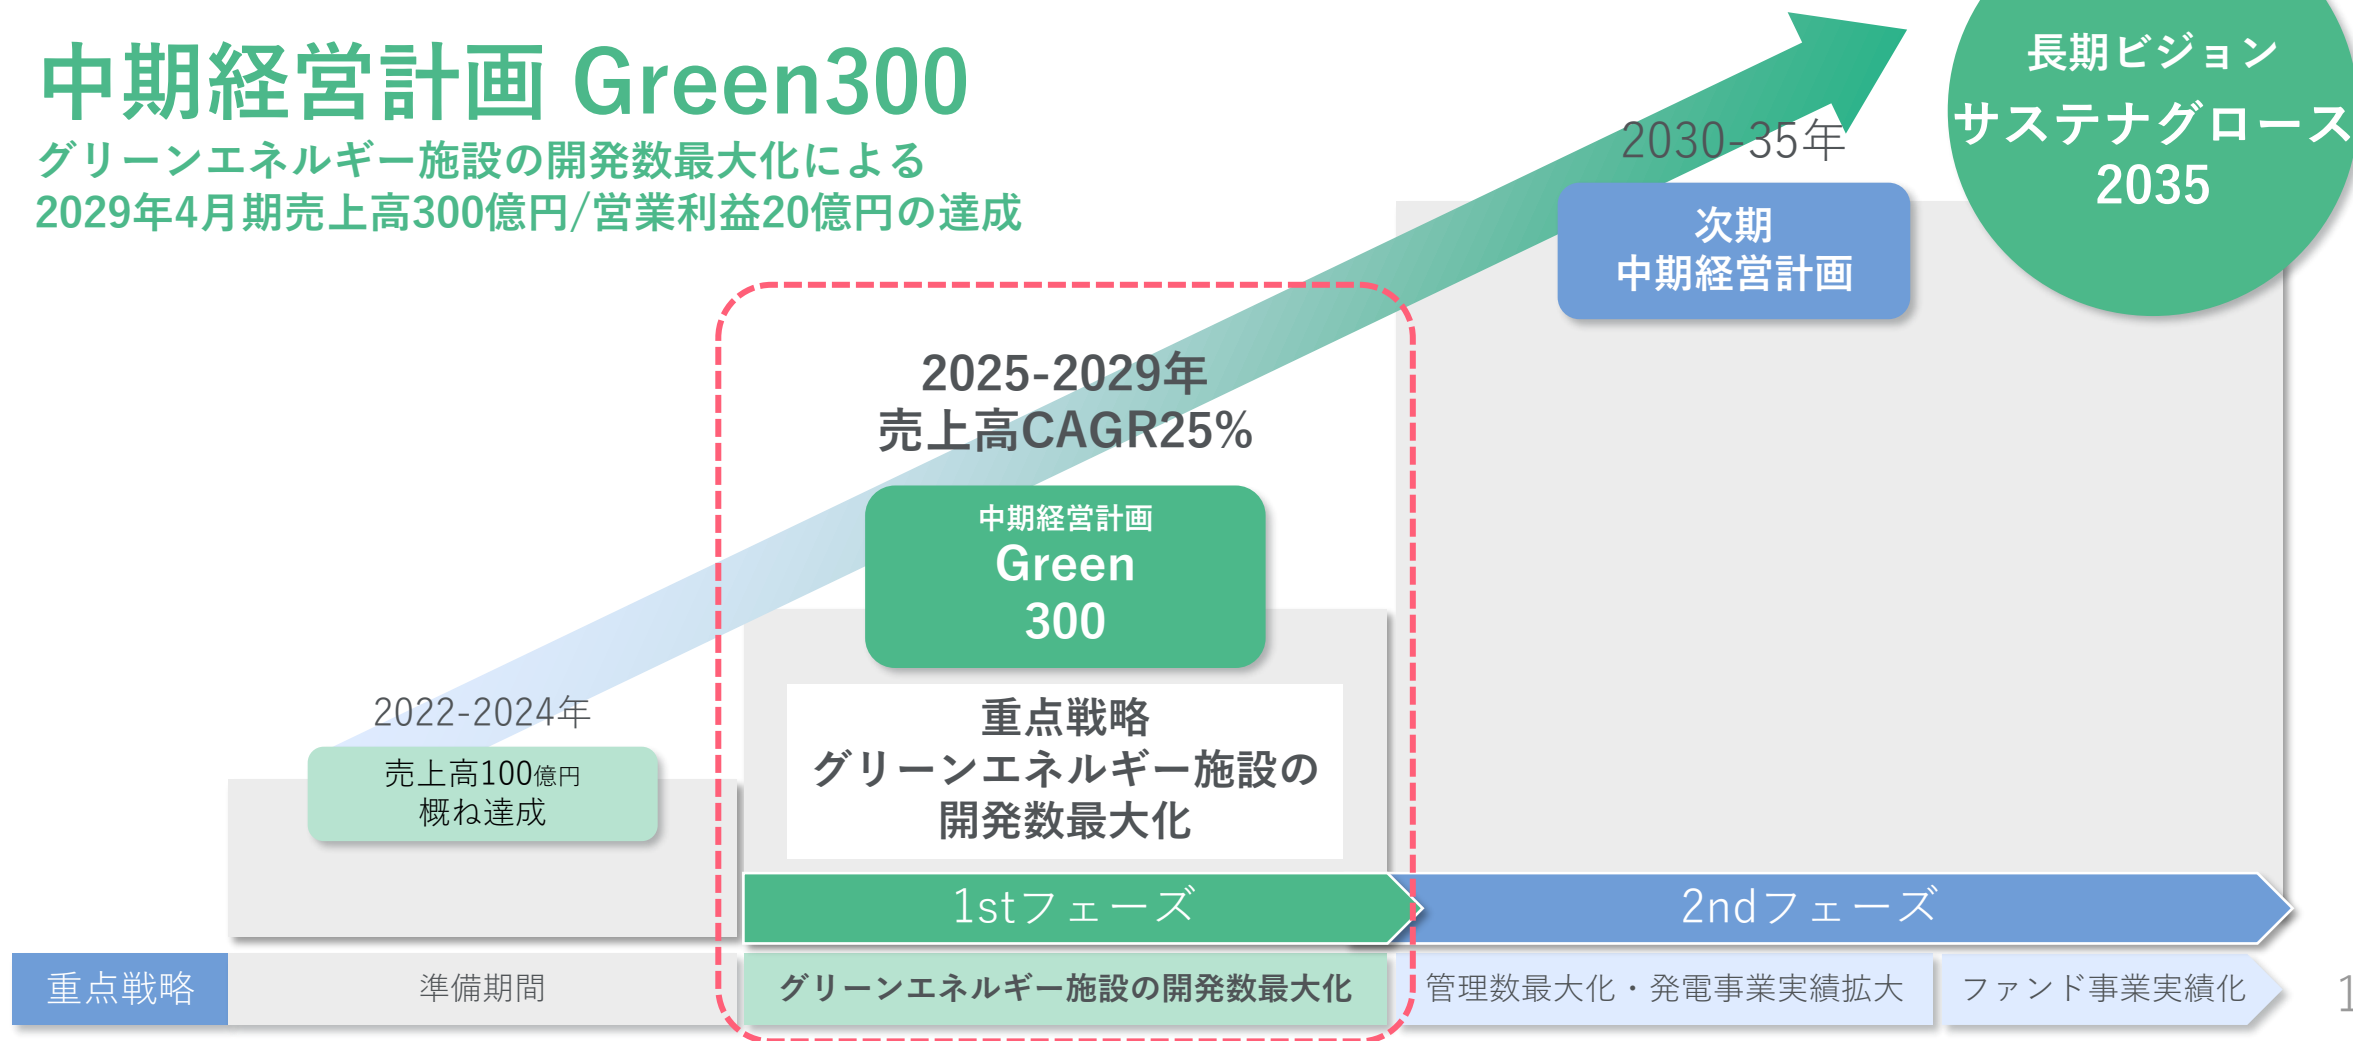 中期経営計画 Green300
グリーンエネルギー施設の開発数最大化による
2029年4月期売上高300億円/営業利益20億円の達成
長期ビジョン
サステナグロース
2035
2030-35年
次期
中期経営計画
2025-2029年
売上高CAGR25%
中期経営計画
Green
300
重点戦略
グリーンエネルギー施設の
開発数最大化
2022-2024年
売上高100億円
概ね達成
1stフェーズ
2ndフェーズ
重点戦略
準備期間
グリーンエネルギー施設の開発数最大化
管理数最大化・発電事業実績拡大
ファンド事業実績化